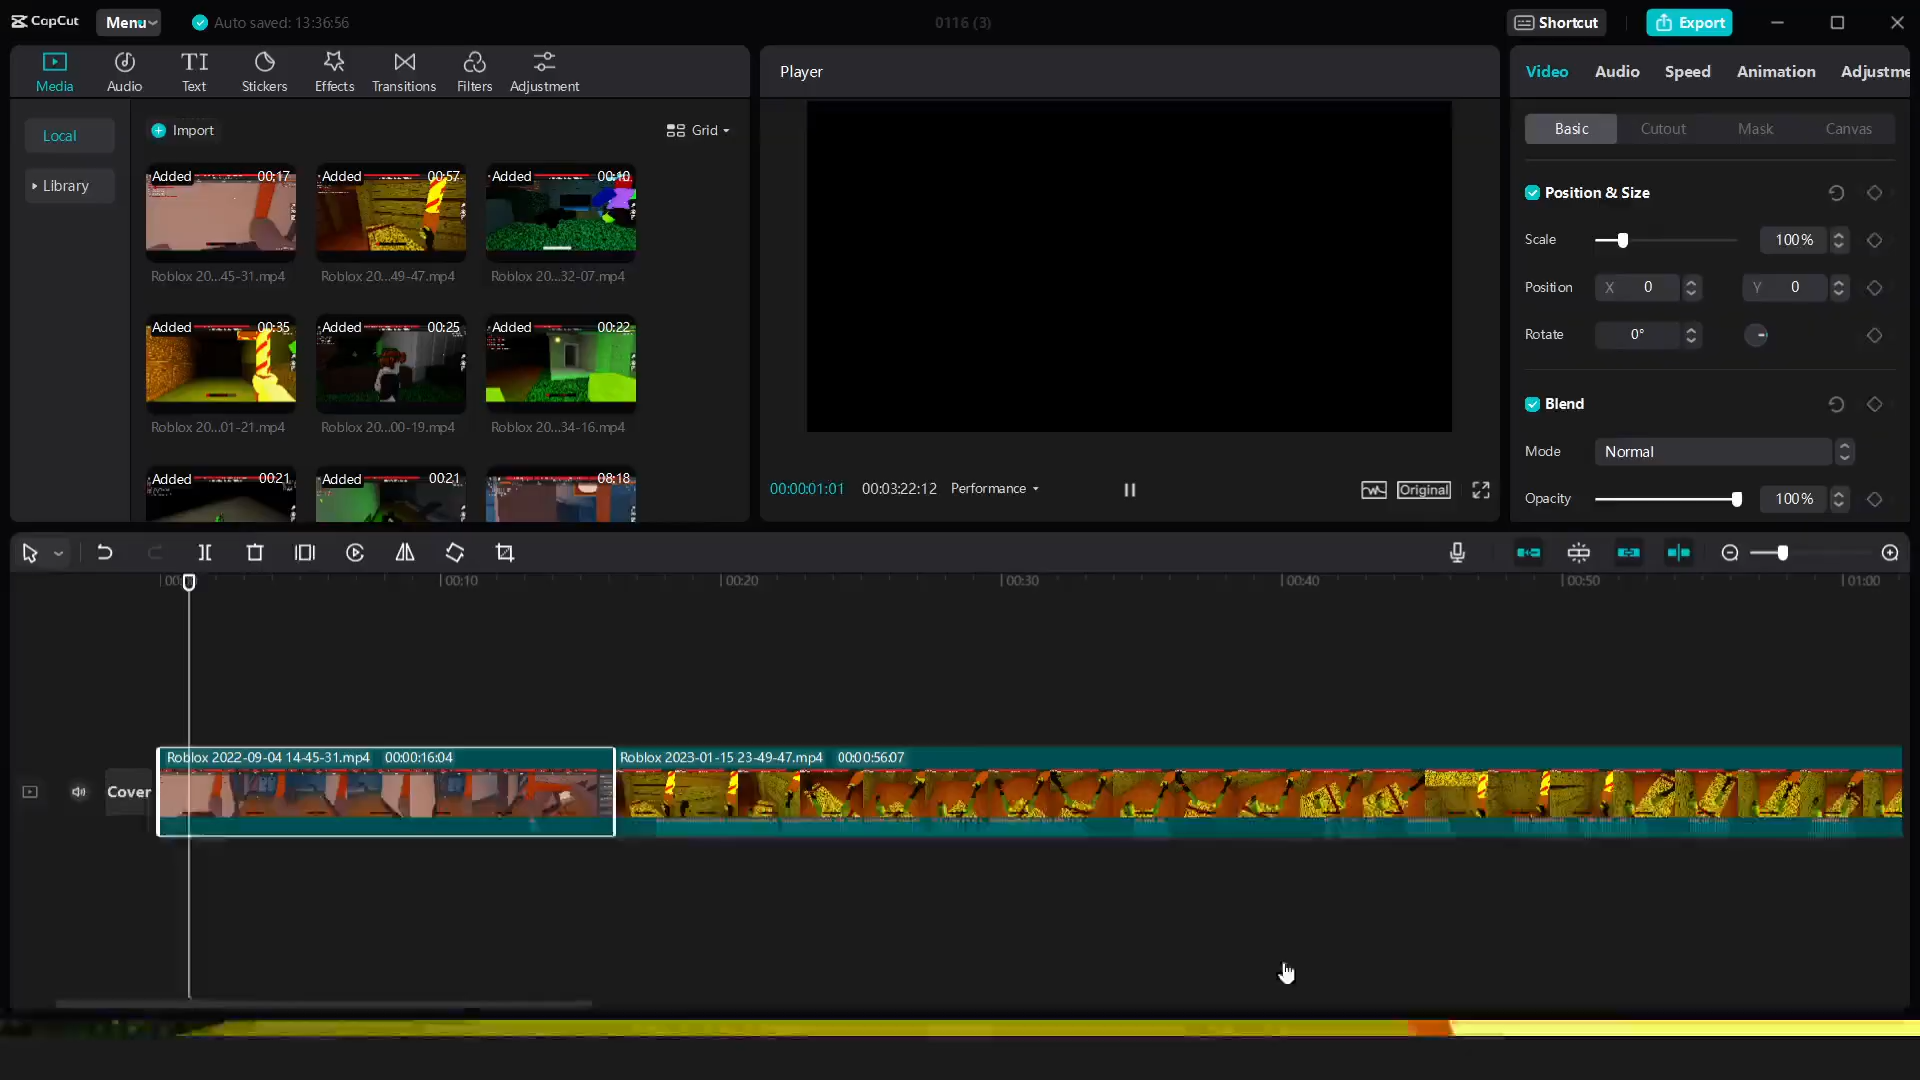 CapCut Menu Auto saved: 13:36:56 0116 (3) Shortcut Export
Media Audio Text Stickers Effects Transitions Filters Adjustment
Local
Library
Import Grid
Added 00:17 Added 00:57 Added 00:10
Roblox 20...45-31.mp4 Roblox 20...49-47.mp4 Roblox 20...32-07.mp4
Added 00:35 Added 00:25 Added 00:22
Roblox 20...01-21.mp4 Roblox 20...00-19.mp4 Roblox 20...34-16.mp4
Added 00:21 Added 00:21 08:18
Player
00:00:01:01 00:03:22:12 Performance Original
Video Audio Speed Animation Adjustme
Basic Cutout Mask Canvas
Position & Size
Scale 100%
Position X 0 Y 0
Rotate 0°
Blend
Mode Normal
Opacity 100%
00:10 00:20 00:30 00:40 00:50 01:00
Roblox 2022-09-04 14-45-31.mp4 00:00:16:04 Roblox 2023-01-15 23-49-47.mp4 00:00:56:07
Cover